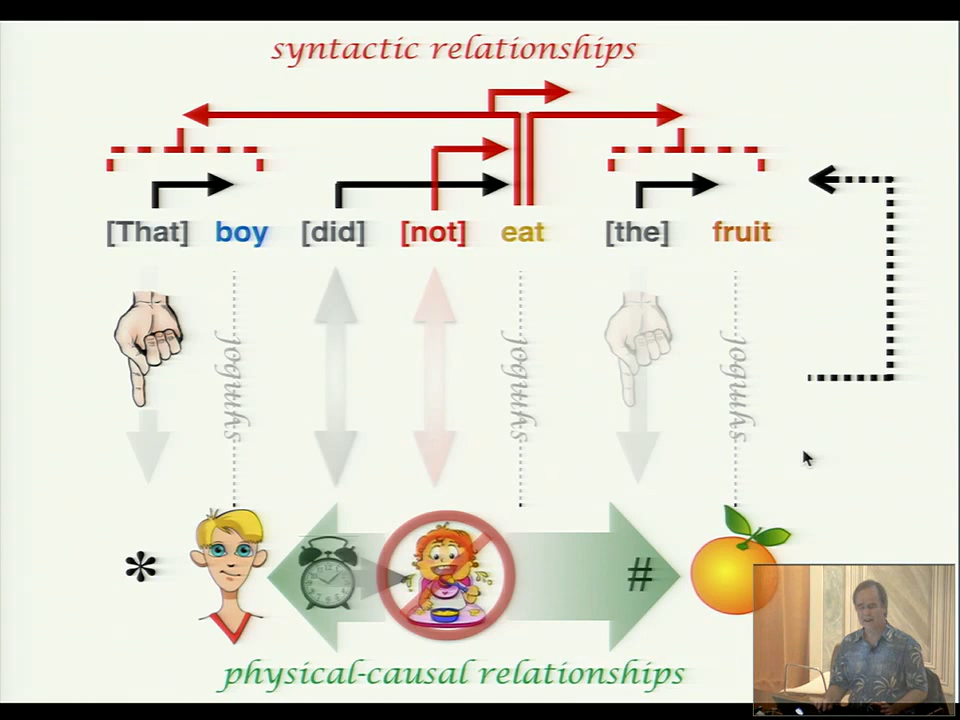 syntactic relationships
[That] boy [did] [not] eat [the] fruit
symbol symbol symbol
* #
physical-causal relationships